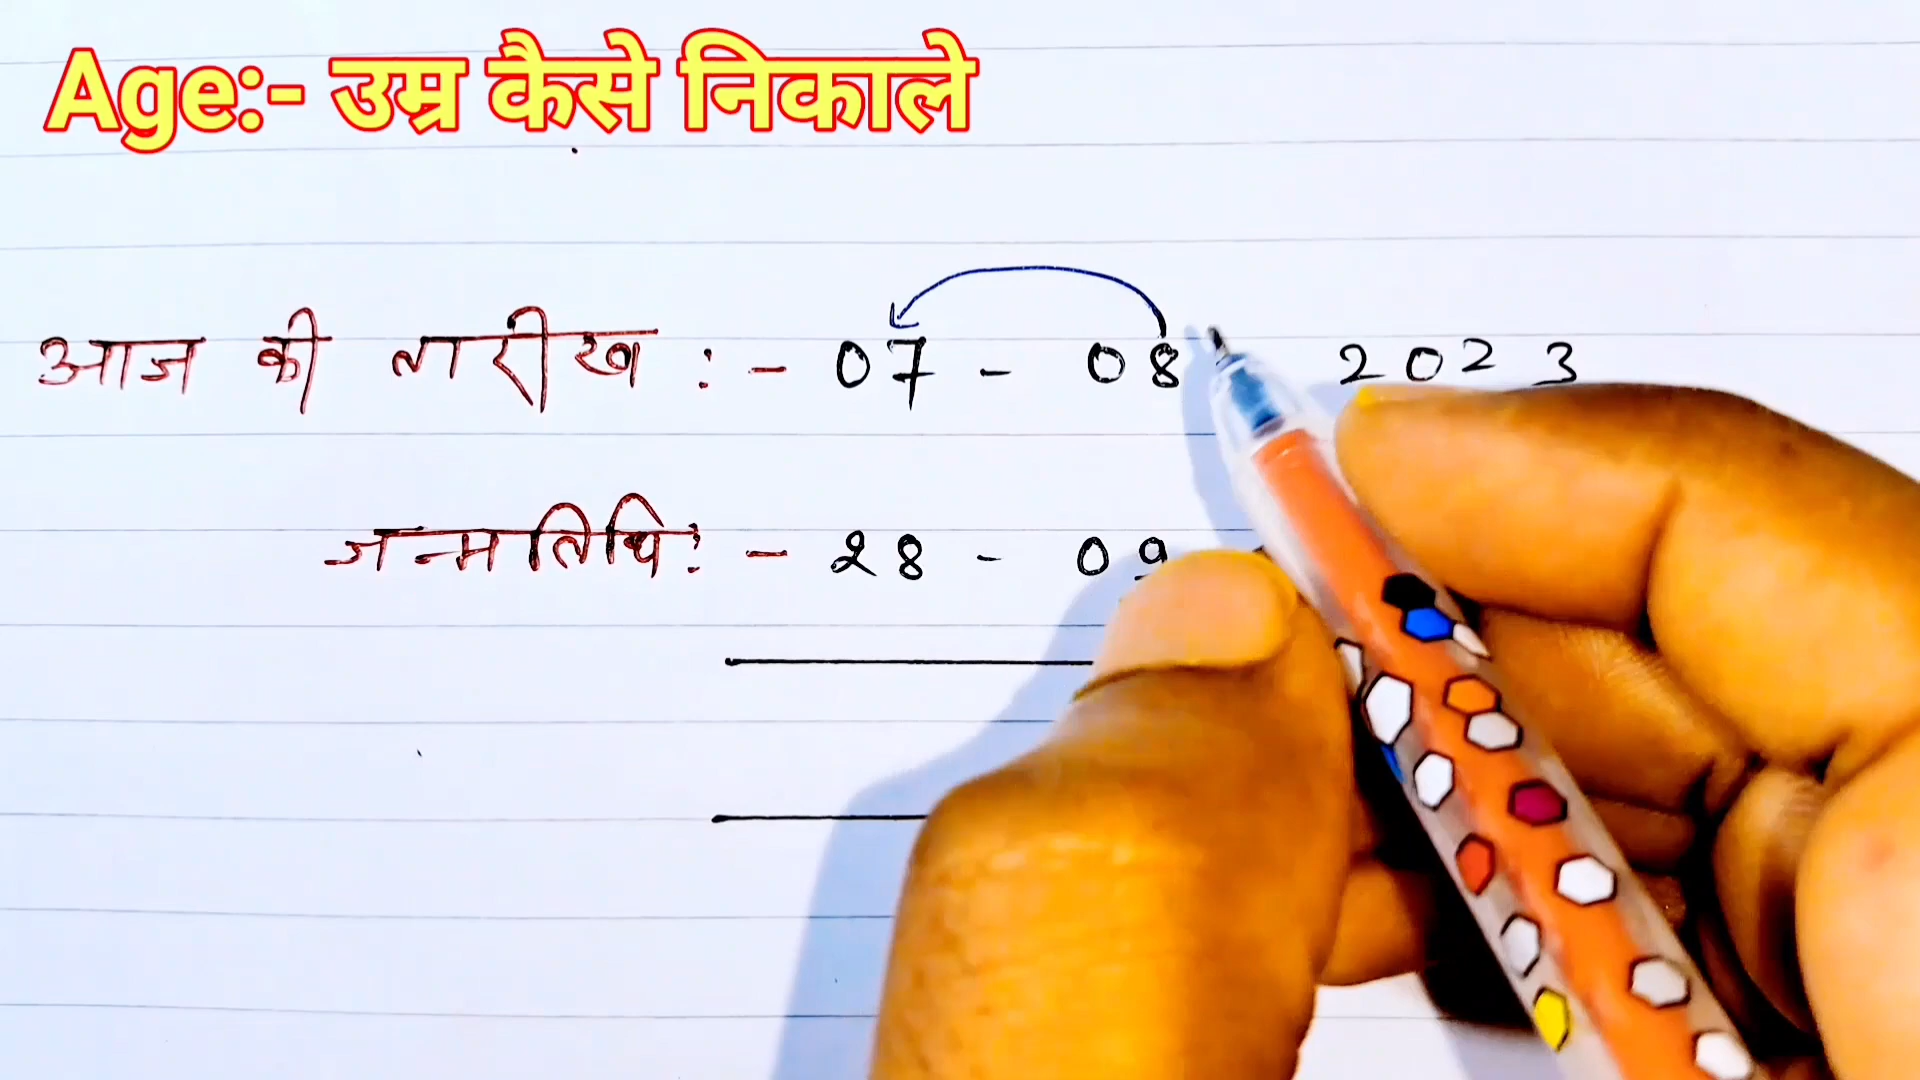 Age:- उम्र कैसे निकाले
आज की तारीख :- 07 - 08 2023
जन्मतिथि :- 28 - 09